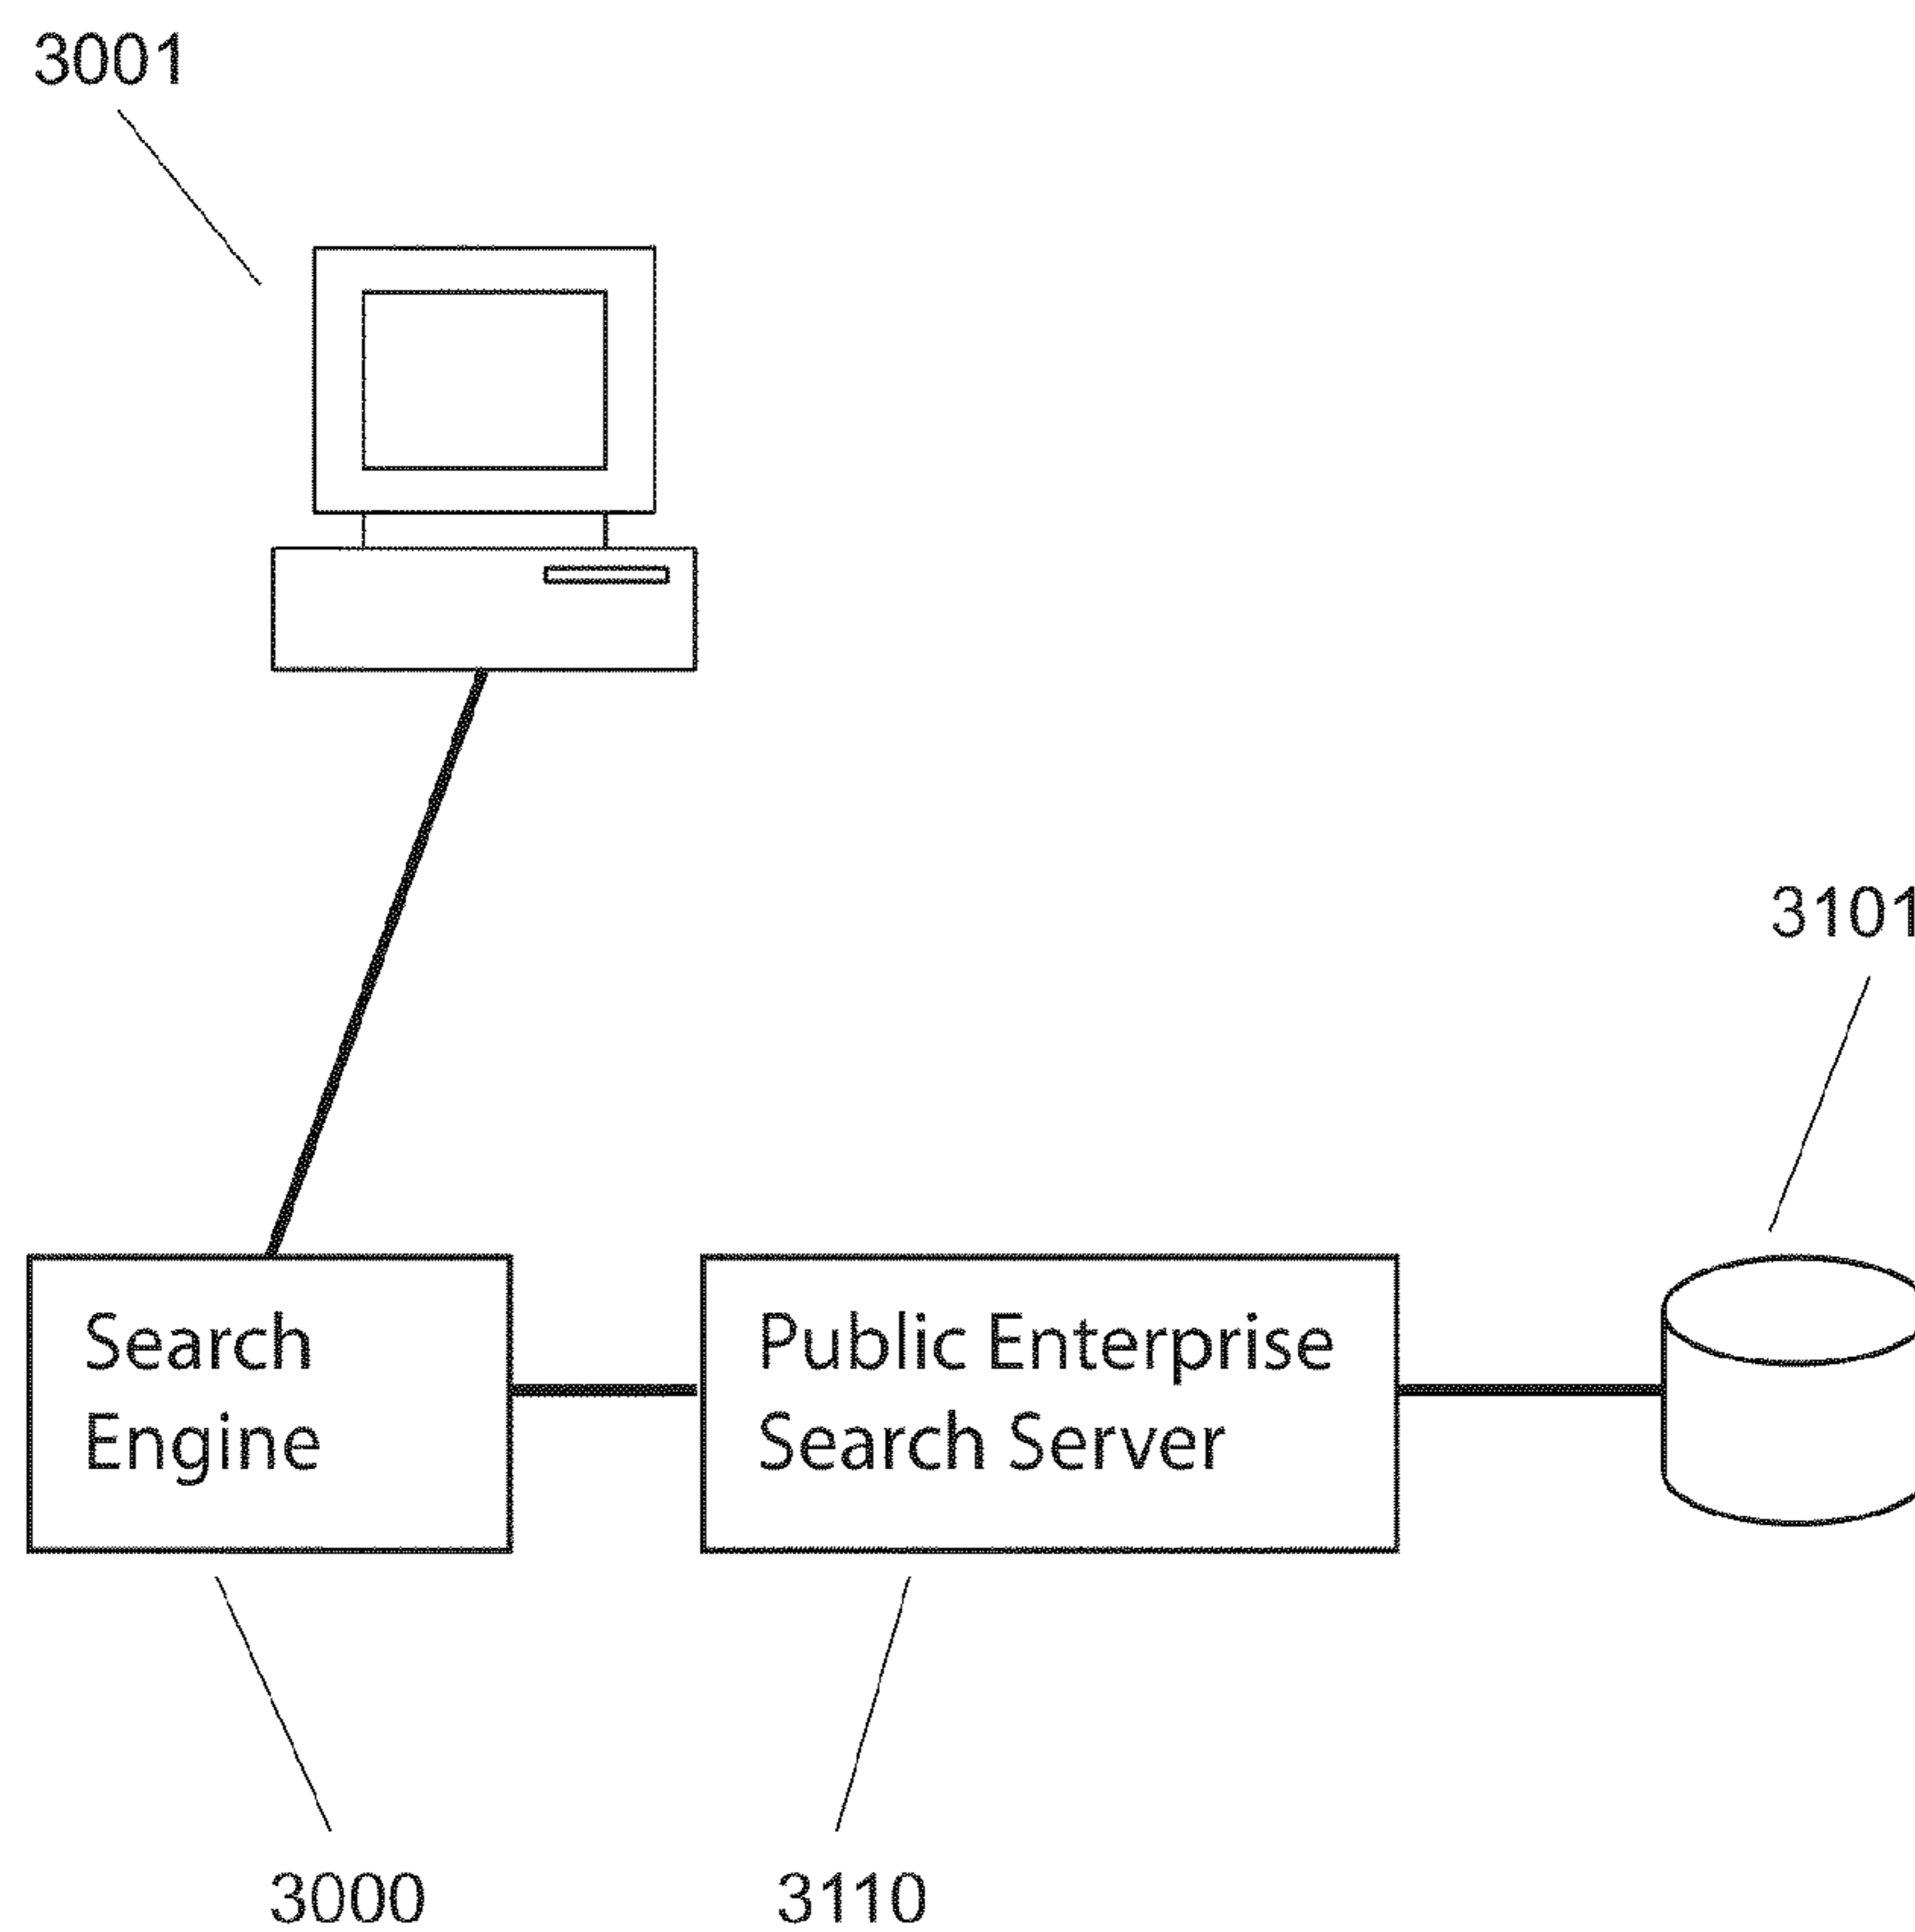 3001
3101
Search
Engine
Public Enterprise
Search Server
3000
3110